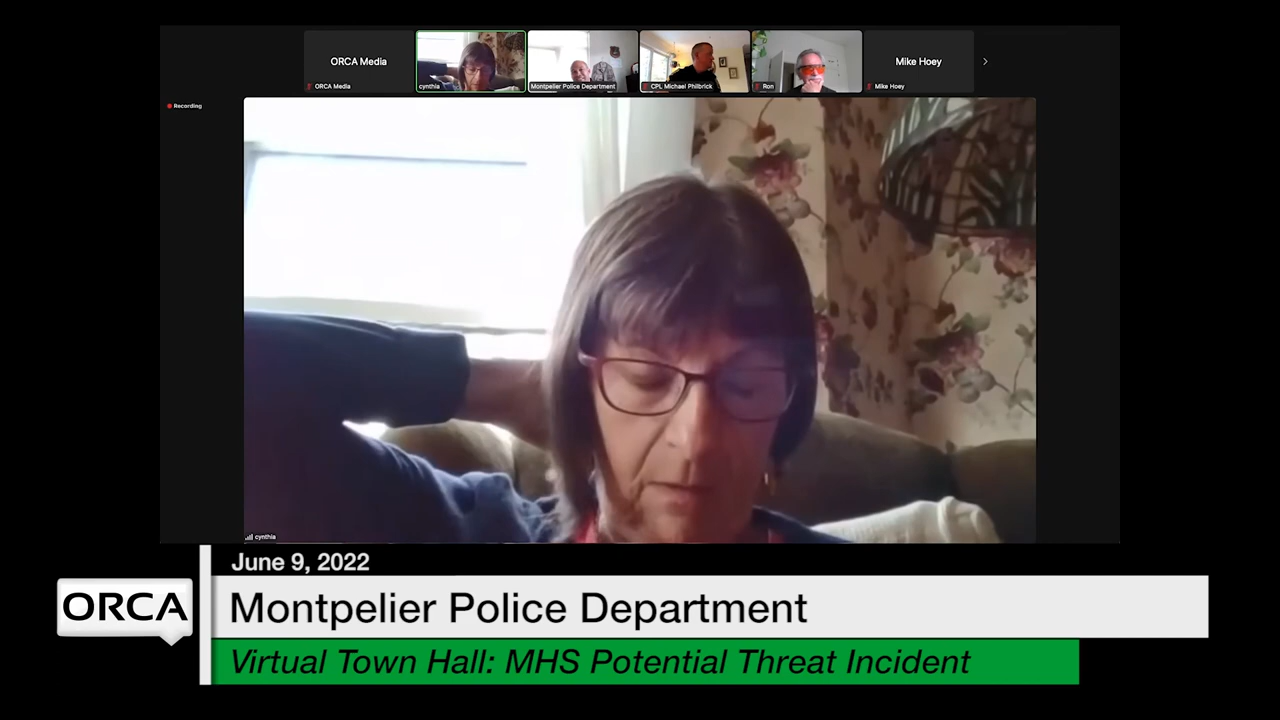 ORCA Media
Mike Hoey
ORCA Media
cynthia
Montpelier Police Department
CPL Michael Philbrick
Ron
Mike Hoey
Recording
cynthia
June 9, 2022
ORCA
Montpelier Police Department
Virtual Town Hall: MHS Potential Threat Incident